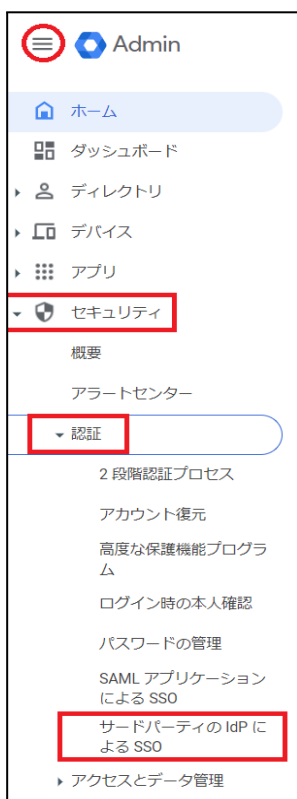 Admin
ホーム
ダッシュボード
ディレクトリ
デバイス
アプリ
セキュリティ
概要
アラートセンター
認証
2 段階認証プロセス
アカウント復元
高度な保護機能プログラ
ム
ログイン時の本人確認
パスワードの管理
SAML アプリケーション
による SSO
サードパーティの IdP に
よる SSO
アクセスとデータ管理